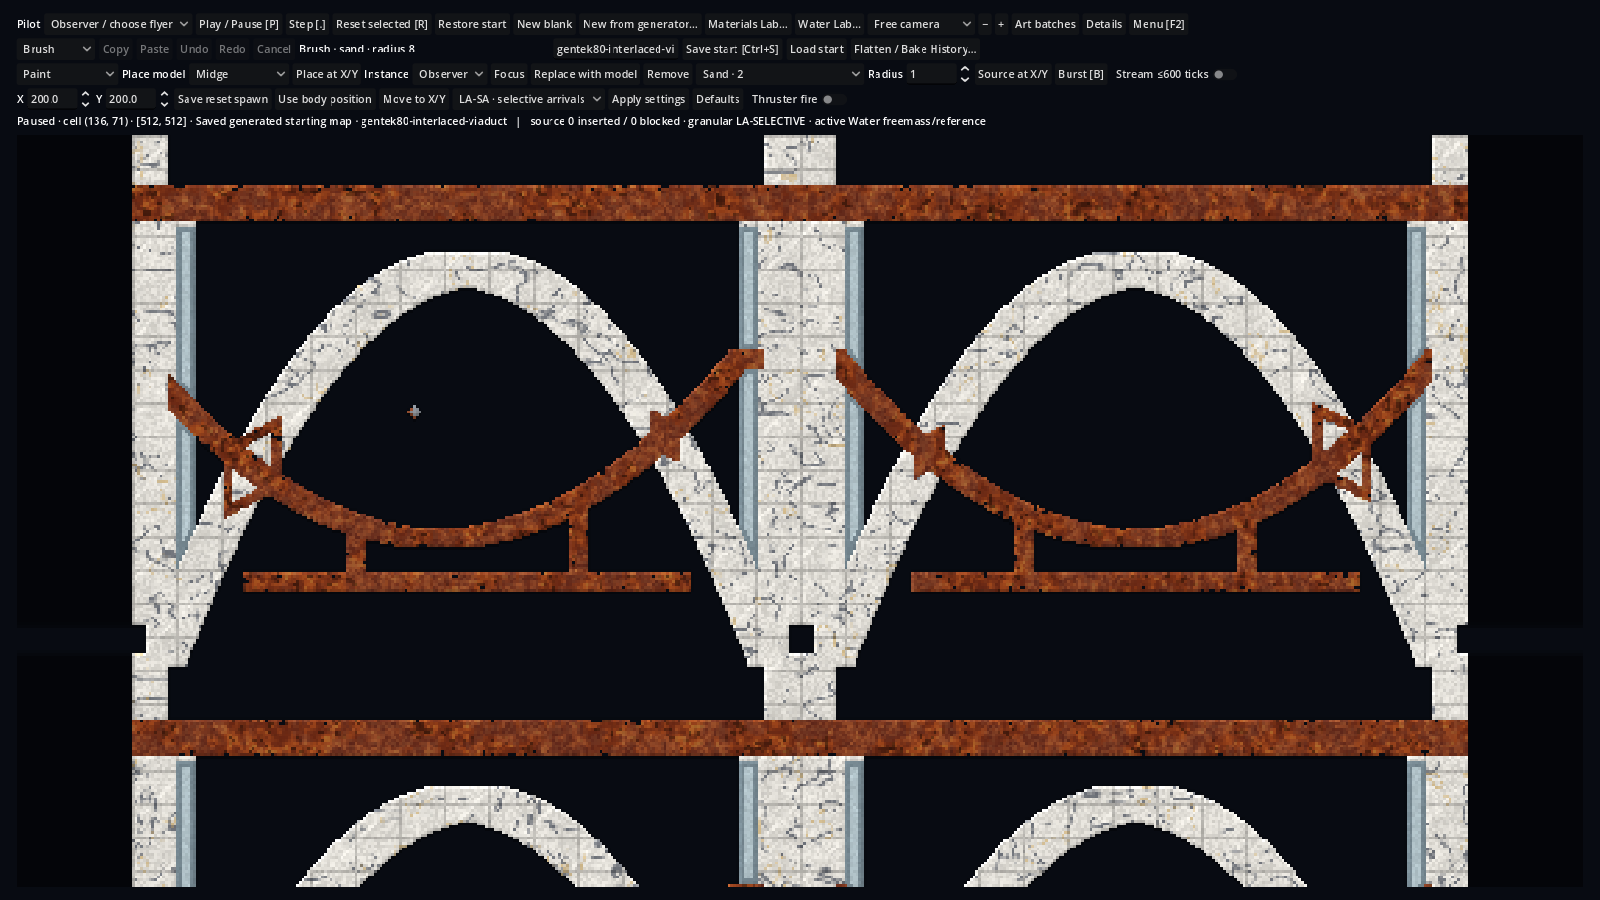 Pilot Observer / choose flyer Play / Pause [P] Step [.] Reset selected [R] Restore start New blank New from generator... Materials Lab... Water Lab... Free camera − + Art batches Details Menu [F2]
Brush Copy Paste Undo Redo Cancel Brush · sand · radius 8 gentek80-interlaced-vi Save start [Ctrl+S] Load start Flatten / Bake History...
Paint Place model Midge Place at X/Y Instance Observer Focus Replace with model Remove Sand · 2 Radius 1 Source at X/Y Burst [B] Stream ≤600 ticks
X 200.0 Y 200.0 Save reset spawn Use body position Move to X/Y LA-SA · selective arrivals Apply settings Defaults Thruster fire
Paused · cell (136, 71) · [512, 512] · Saved generated starting map · gentek80-interlaced-viaduct | source 0 inserted / 0 blocked · granular LA-SELECTIVE · active Water freemass/reference